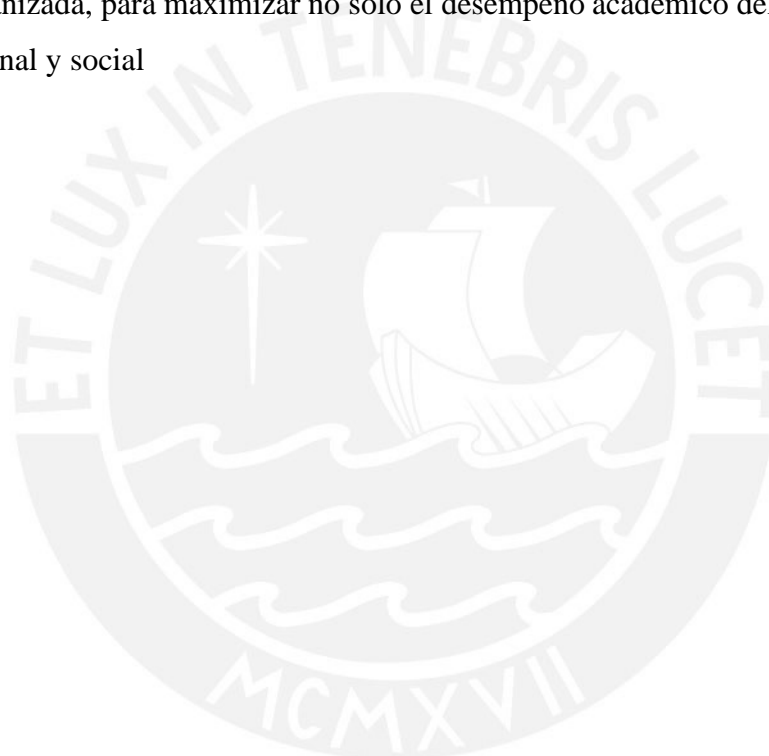 nizada, para maximizar no solo el desempeño académico de
nal y social
ET LUX IN TENEBRIS LUCET
MCMXVII